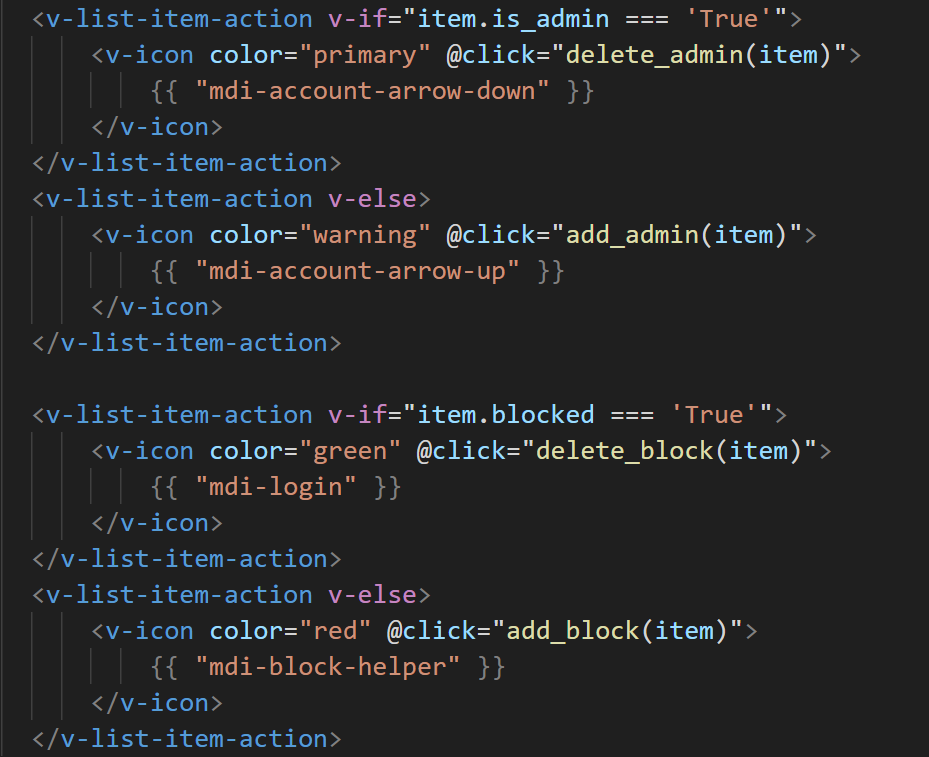 <v-list-item-action v-if="item.is_admin === 'True'">
<v-icon color="primary" @click="delete_admin(item)">
{{ "mdi-account-arrow-down" }}
</v-icon>
</v-list-item-action>
<v-list-item-action v-else>
<v-icon color="warning" @click="add_admin(item)">
{{ "mdi-account-arrow-up" }}
</v-icon>
</v-list-item-action>
<v-list-item-action v-if="item.blocked === 'True'">
<v-icon color="green" @click="delete_block(item)">
{{ "mdi-login" }}
</v-icon>
</v-list-item-action>
<v-list-item-action v-else>
<v-icon color="red" @click="add_block(item)">
{{ "mdi-block-helper" }}
</v-icon>
</v-list-item-action>